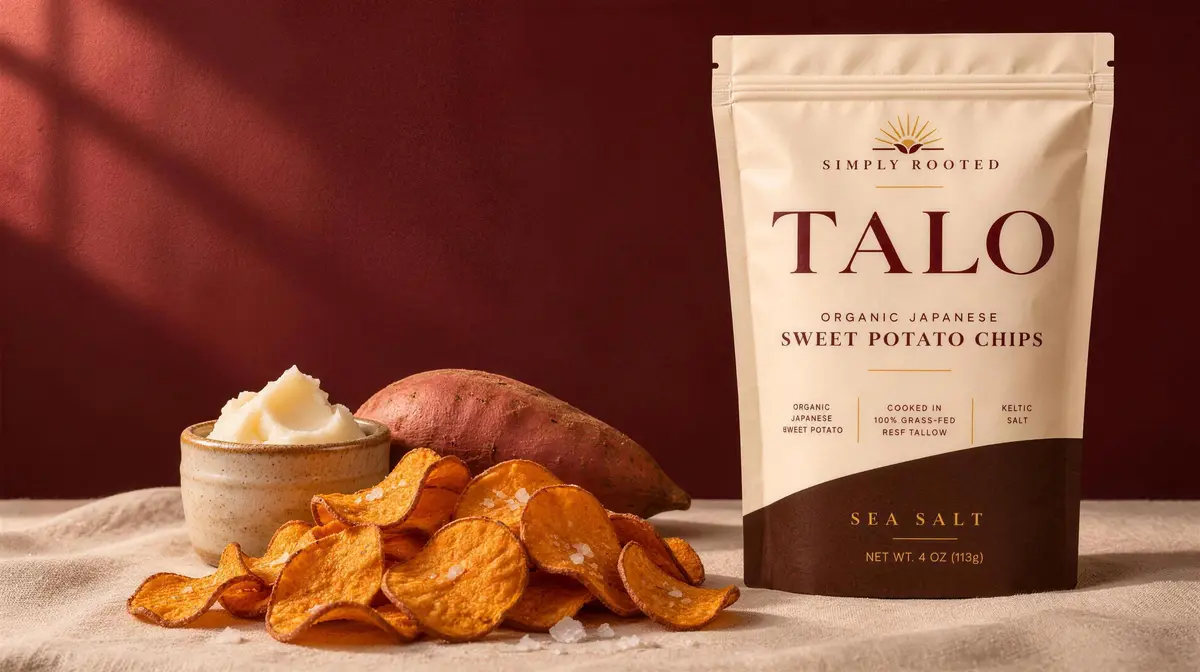 SIMPLY ROOTED
TALO
ORGANIC JAPANESE
SWEET POTATO CHIPS
ORGANIC
JAPANESE
SWEET POTATO
COOKED IN
100% GRASS-FED
RESF TALLOW
KELTIC
SALT
SEA SALT
NET WT. 4 OZ (113g)